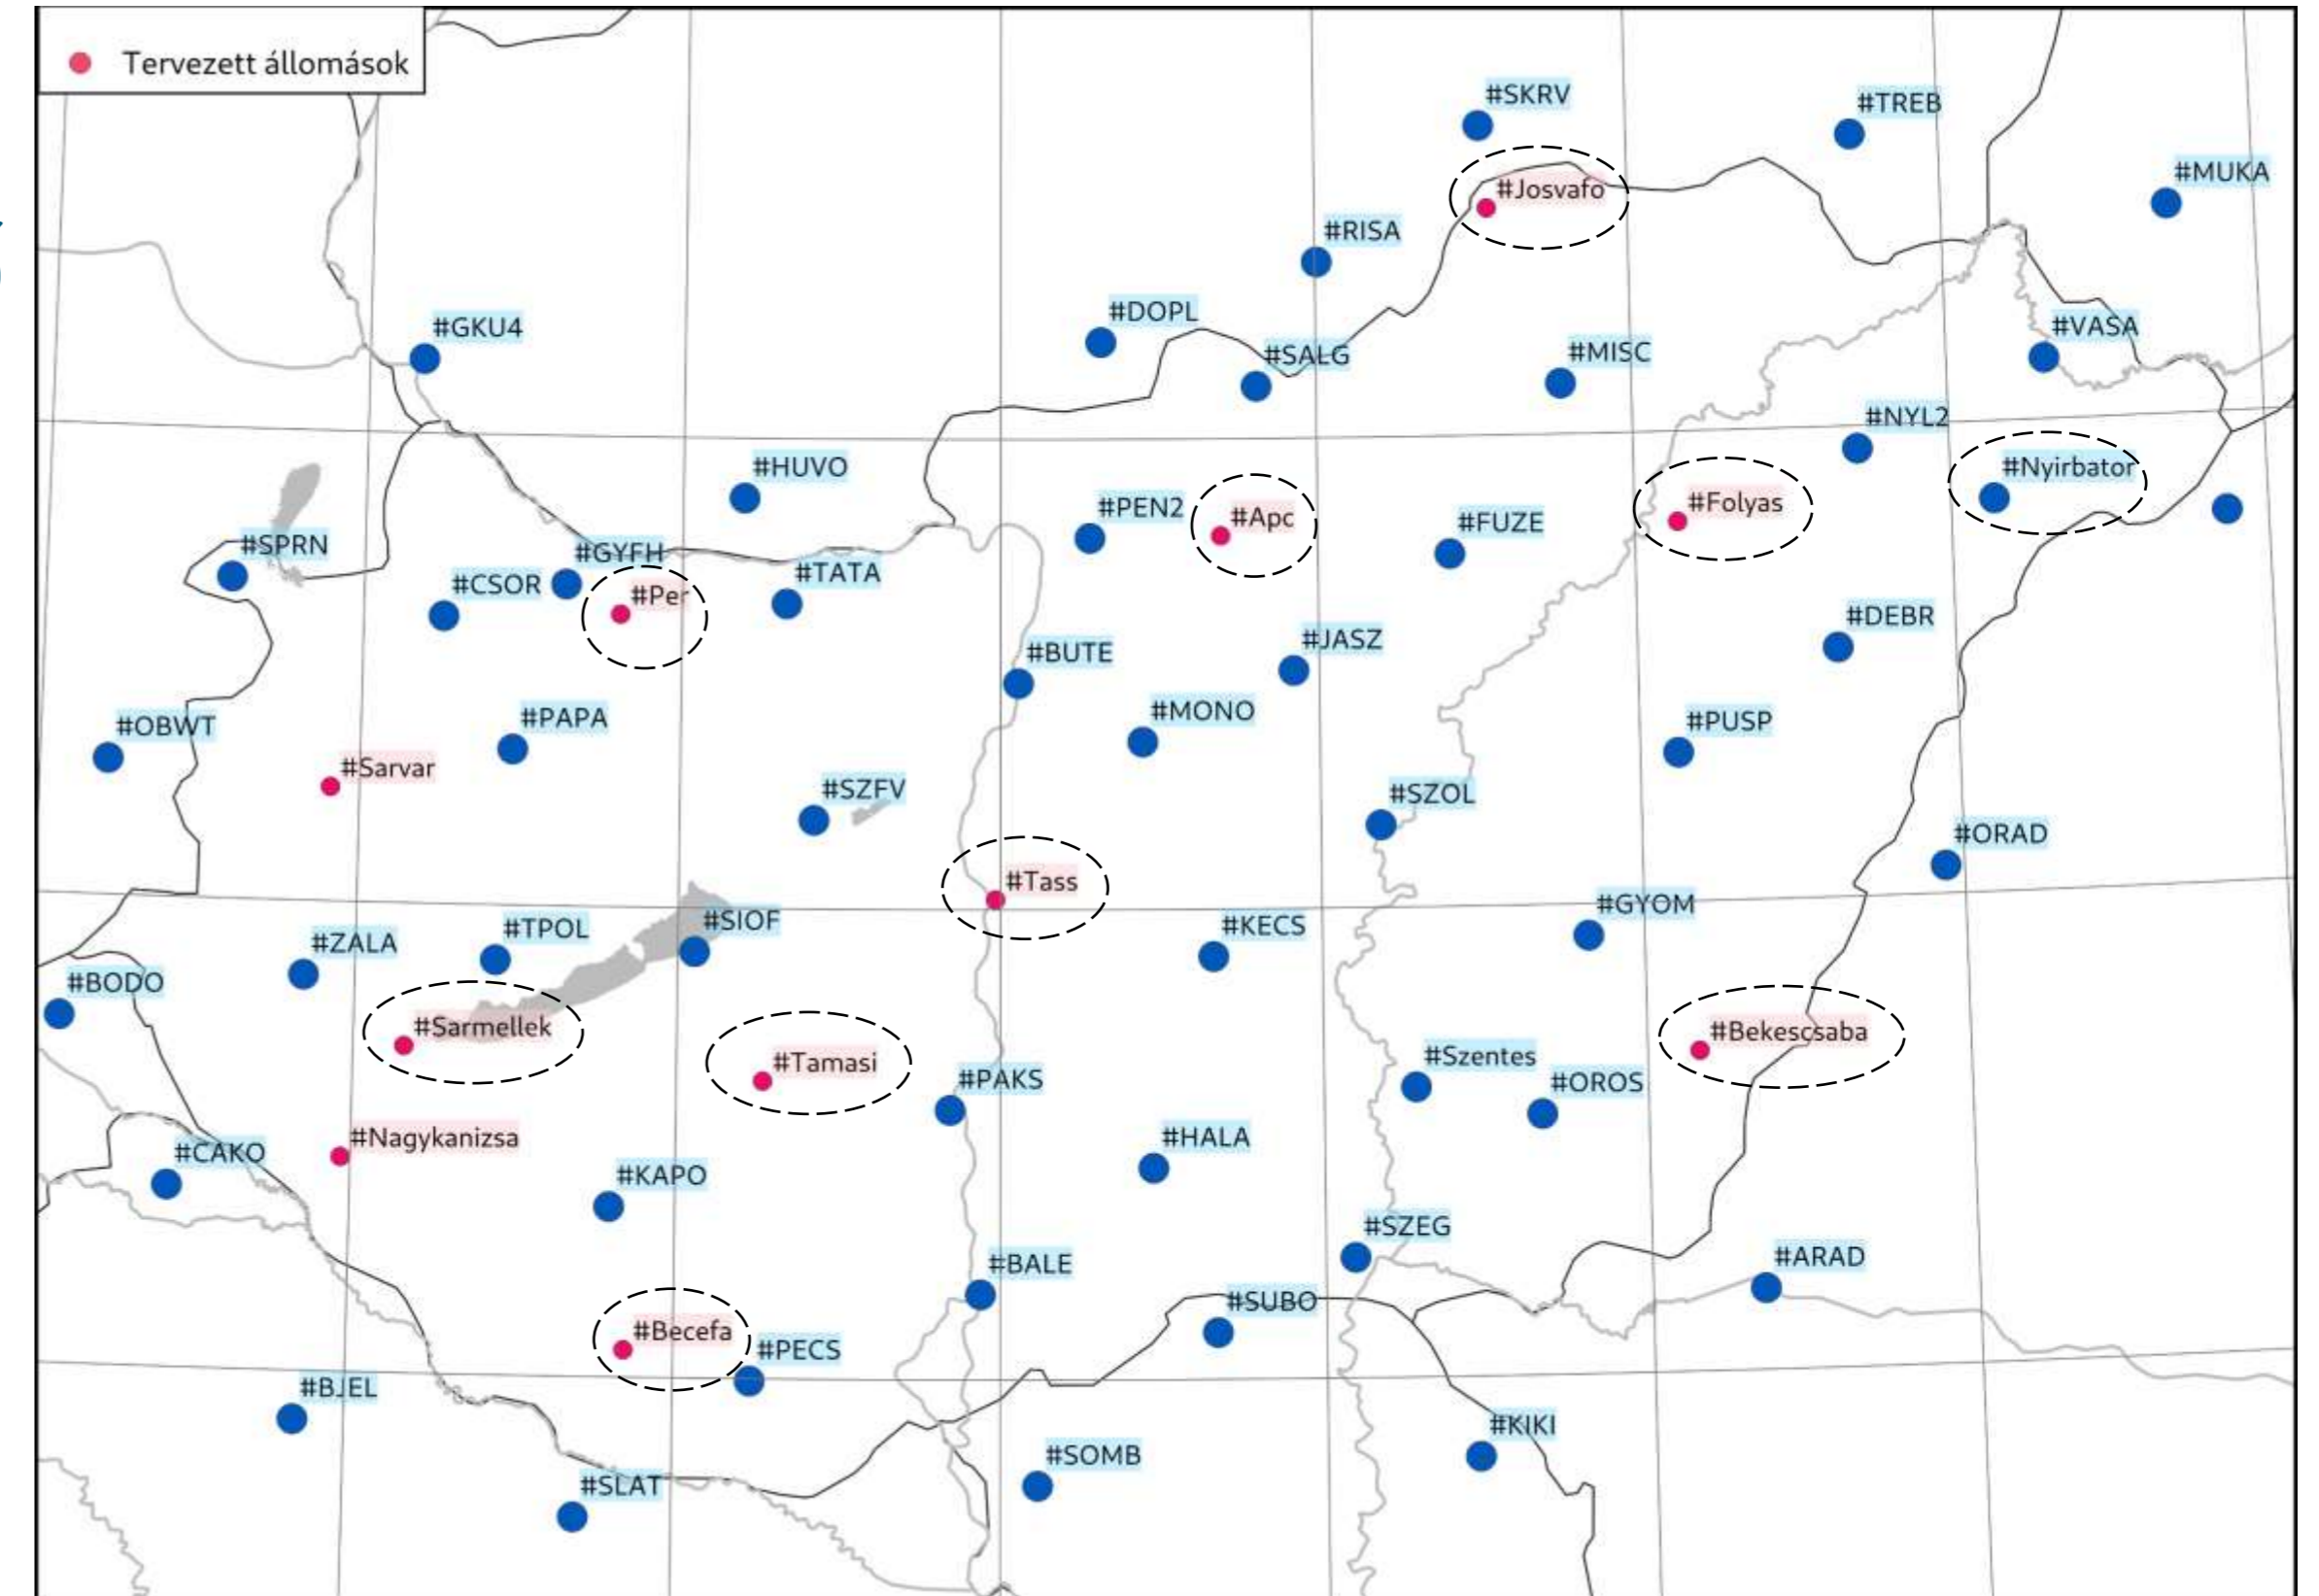 Tervezett állomások
#SKRV
#TREB
#MUKA
#Josvafo
#RISA
#DOPL
#GKU4
#VASA
#SALG
#MISC
#NYL2
#HUVO
#Nyirbator
#PEN2
#Apc
#Folyas
#FUZE
#SPRN
#GYFH
#CSOR
#TATA
#Per
#DEBR
#BUTE
#JASZ
#OBWT
#PAPA
#MONO
#PUSP
#Sarvar
#SZFV
#SZOL
#ORAD
#Tass
#GYOM
#ZALA
#TPOL
#SIOF
#KECS
#BODO
#Sarmellek
#Bekescsaba
#Tamasi
#Szentes
#PAKS
#OROS
#Nagykanizsa
#HALA
#CAKO
#KAPO
#SZEG
#BALE
#ARAD
#SUBO
#Becefa
#PECS
#BJEL
#KIKI
#SOMB
#SLAT